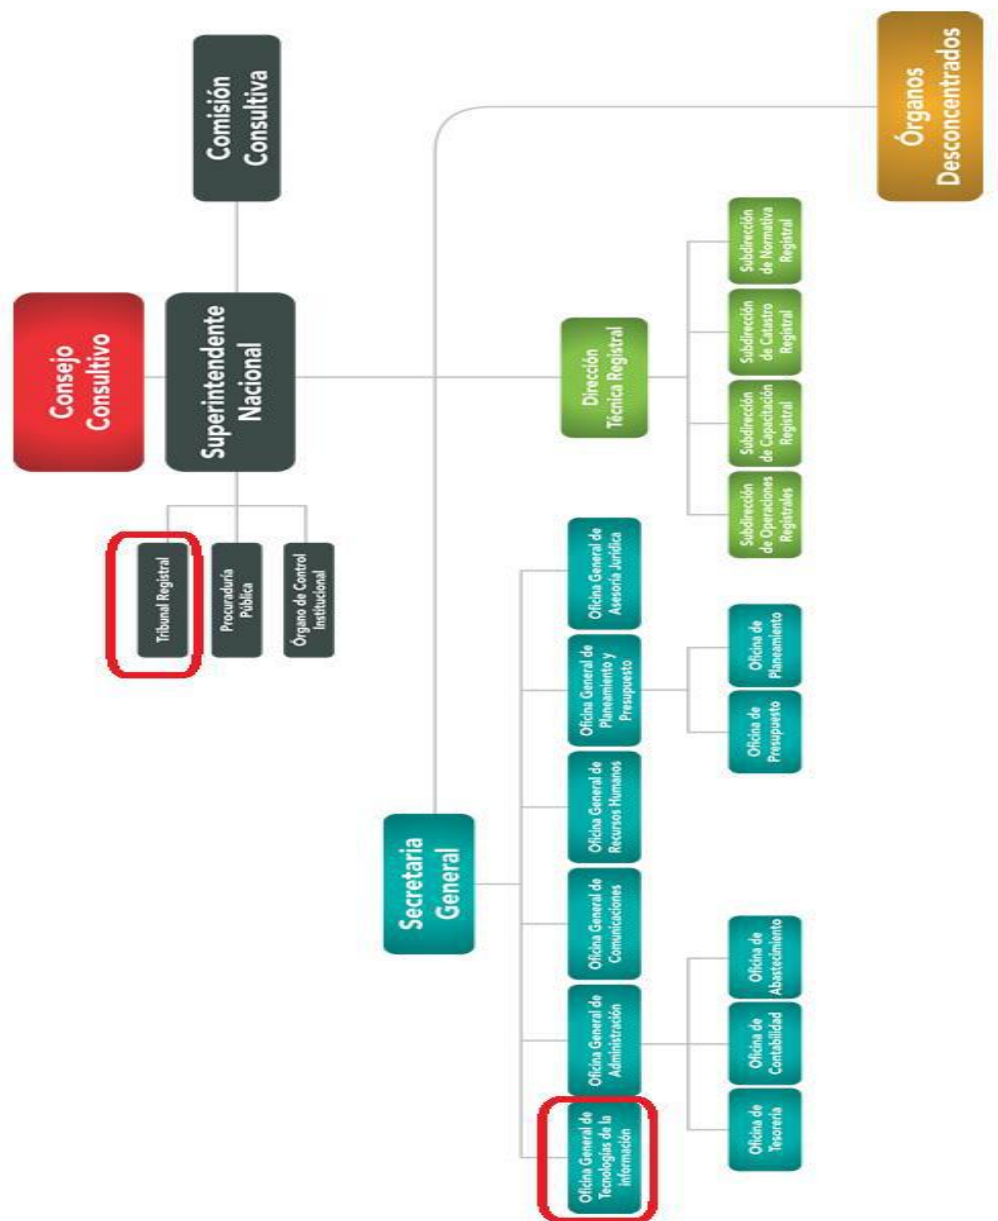 Consejo
Consultivo
Superintendente
Nacional
Comisión
Consultiva
Tribunal Registral
Procuraduría
Pública
Órgano de Control
Institucional
Secretaria
General
Oficina General de
Tecnologías de la
información
Oficina General de
Administración
Oficina General de
Comunicaciones
Oficina General de
Recursos Humanos
Oficina General de
Planeamiento y
Presupuesto
Oficina General de
Asesoría Jurídica
Oficina de
Tesorería
Oficina de
Contabilidad
Oficina de
Abastecimiento
Oficina de
Presupuesto
Oficina de
Planeamiento
Dirección
Técnica Registral
Subdirección
de Operaciones
Registrales
Subdirección
de Capacitación
Registral
Subdirección
de Catastro
Registral
Subdirección
de Normativa
Registral
Órganos
Desconcentrados